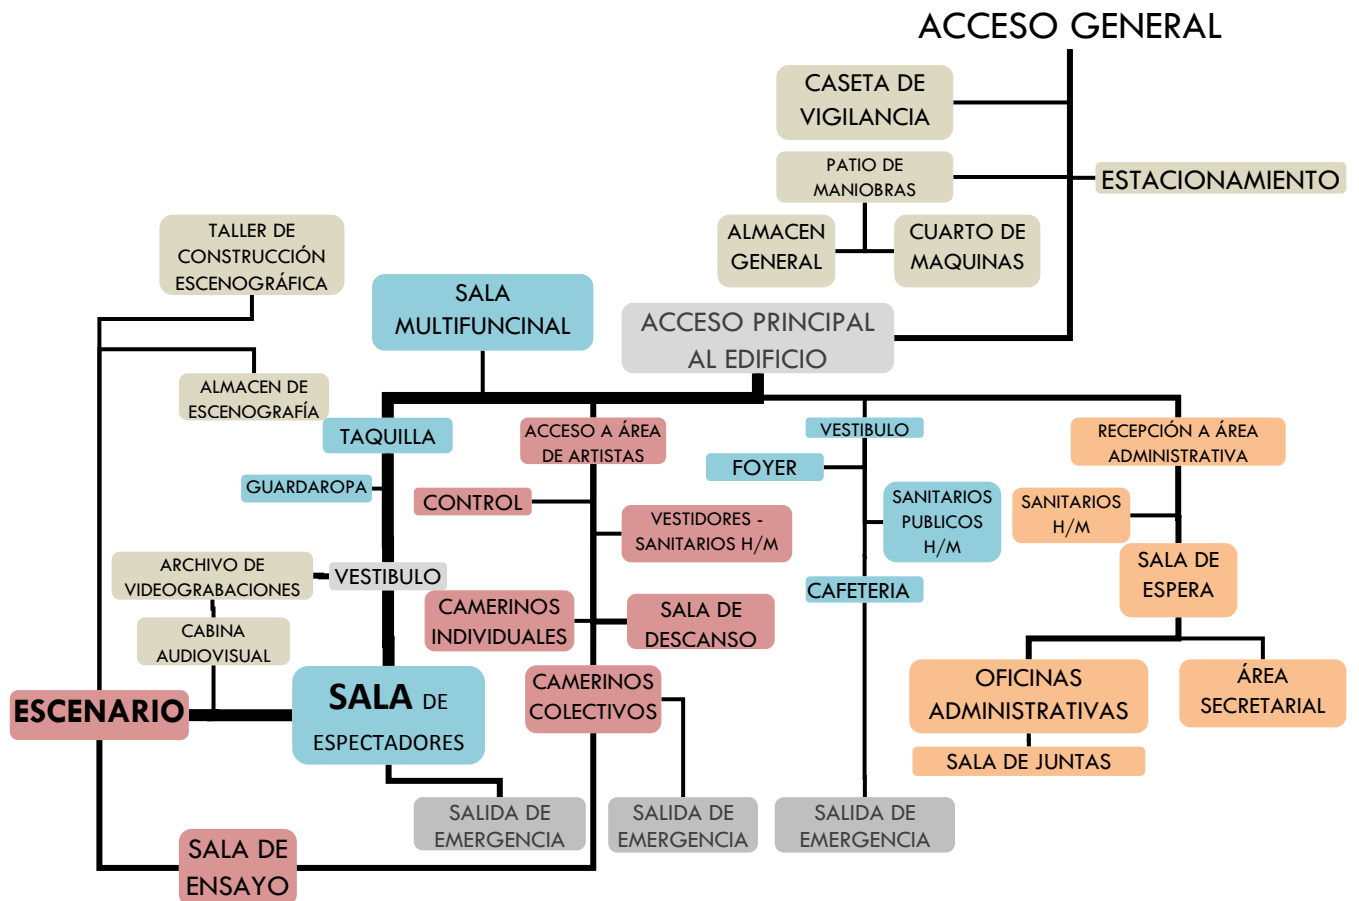 ACCESO GENERAL
CASETA DE
VIGILANCIA
PATIO DE
MANIOBRAS
ESTACIONAMIENTO
ALMACEN
GENERAL
CUARTO DE
MAQUINAS
TALLER DE
CONSTRUCCIÓN
ESCENOGRÁFICA
SALA
MULTIFUNCINAL
ACCESO PRINCIPAL
AL EDIFICIO
ALMACEN DE
ESCENOGRAFÍA
TAQUILLA
ACCESO A ÁREA
DE ARTISTAS
VESTIBULO
RECEPCIÓN A ÁREA
ADMINISTRATIVA
GUARDAROPA
CONTROL
FOYER
VESTIDORES -
SANITARIOS H/M
SANITARIOS
PUBLICOS
H/M
SANITARIOS
H/M
ARCHIVO DE
VIDEOGRABACIONES
VESTIBULO
CAFETERIA
SALA DE
ESPERA
CAMERINOS
INDIVIDUALES
SALA DE
DESCANSO
CABINA
AUDIOVISUAL
ESCENARIO
SALA DE
ESPECTADORES
CAMERINOS
COLECTIVOS
OFICINAS
ADMINISTRATIVAS
ÁREA
SECRETARIAL
SALA DE JUNTAS
SALIDA DE
EMERGENCIA
SALIDA DE
EMERGENCIA
SALIDA DE
EMERGENCIA
SALA DE
ENSAYO